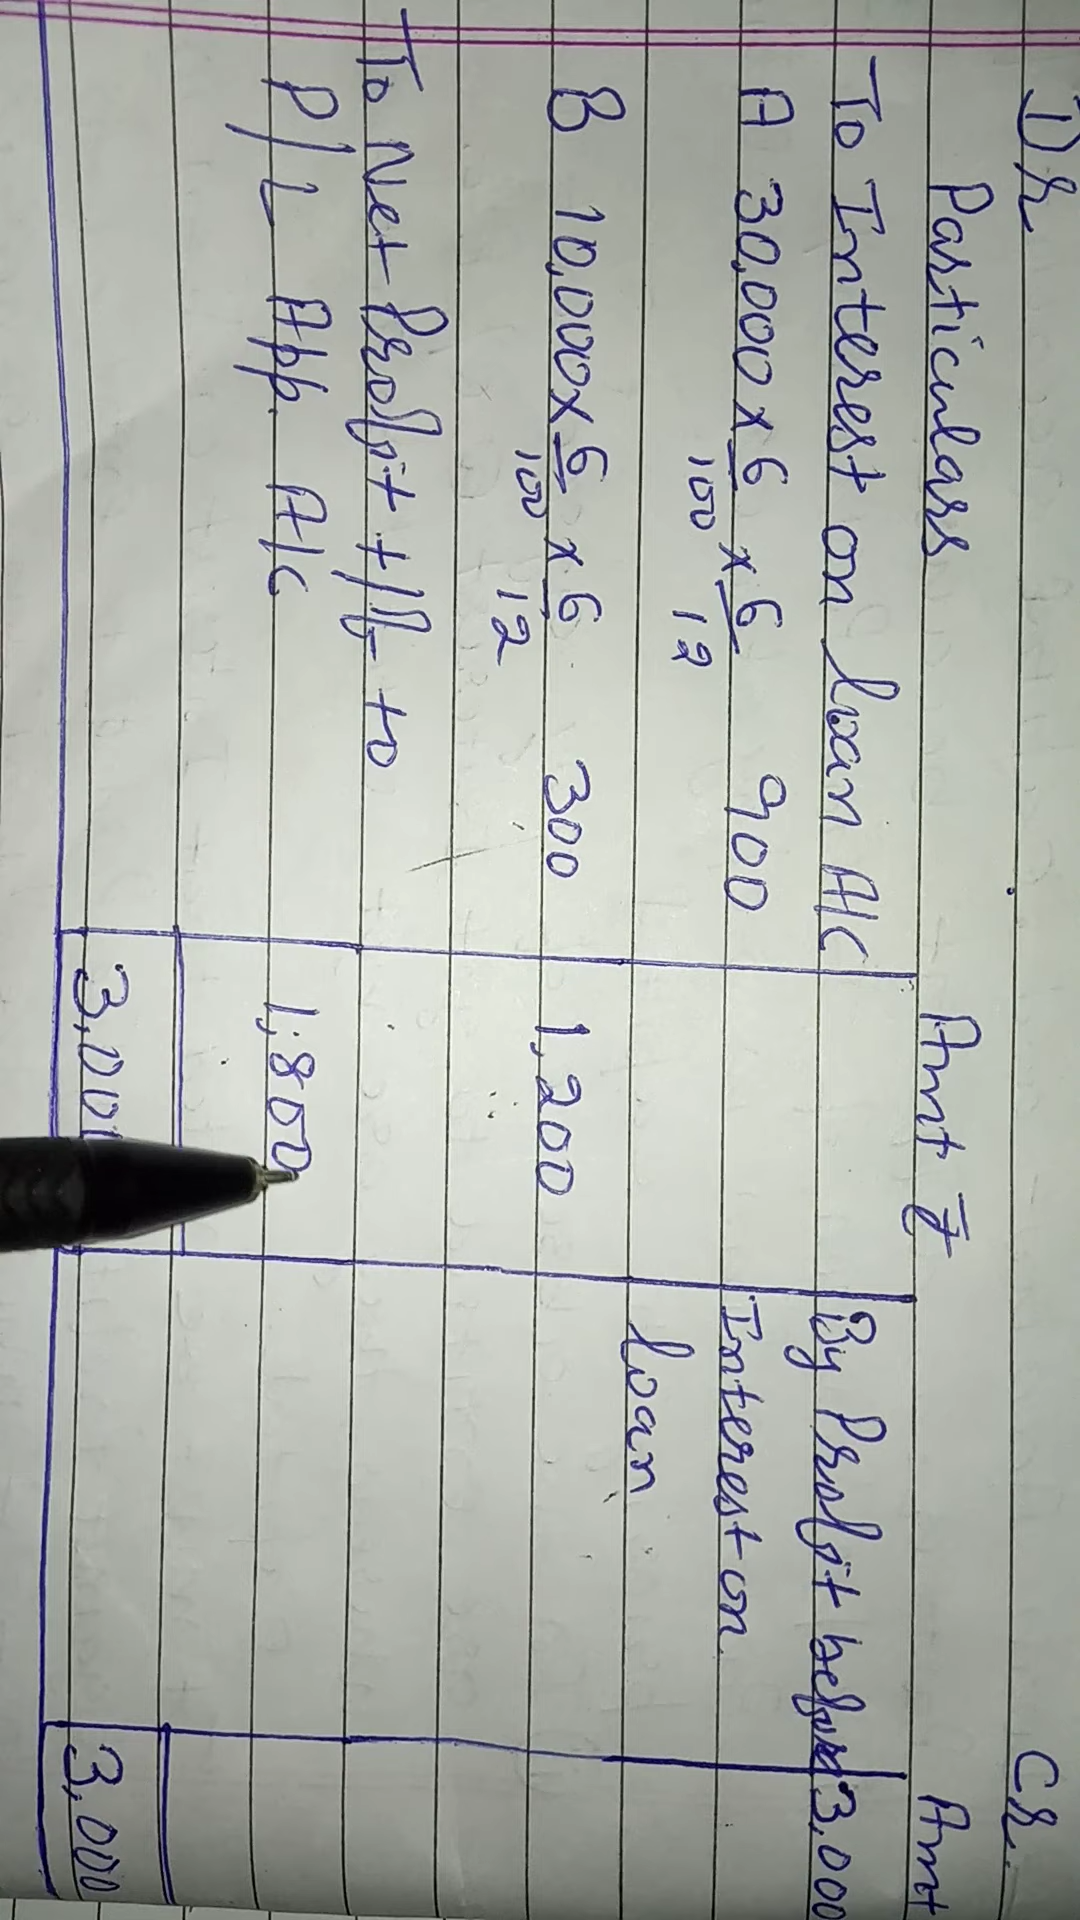 Dr Cr.
Particulars Amt ₹ Amt
To Interest on loan A/c By Profit before 3,000
A 30,000 x 6/100 x 6/12 900 Interest on
loan
B 10,000 x 6/100 x 6/12 300 1,200
To Net Profit t/f to
P/L App. A/c 1,800
3,00 3,000